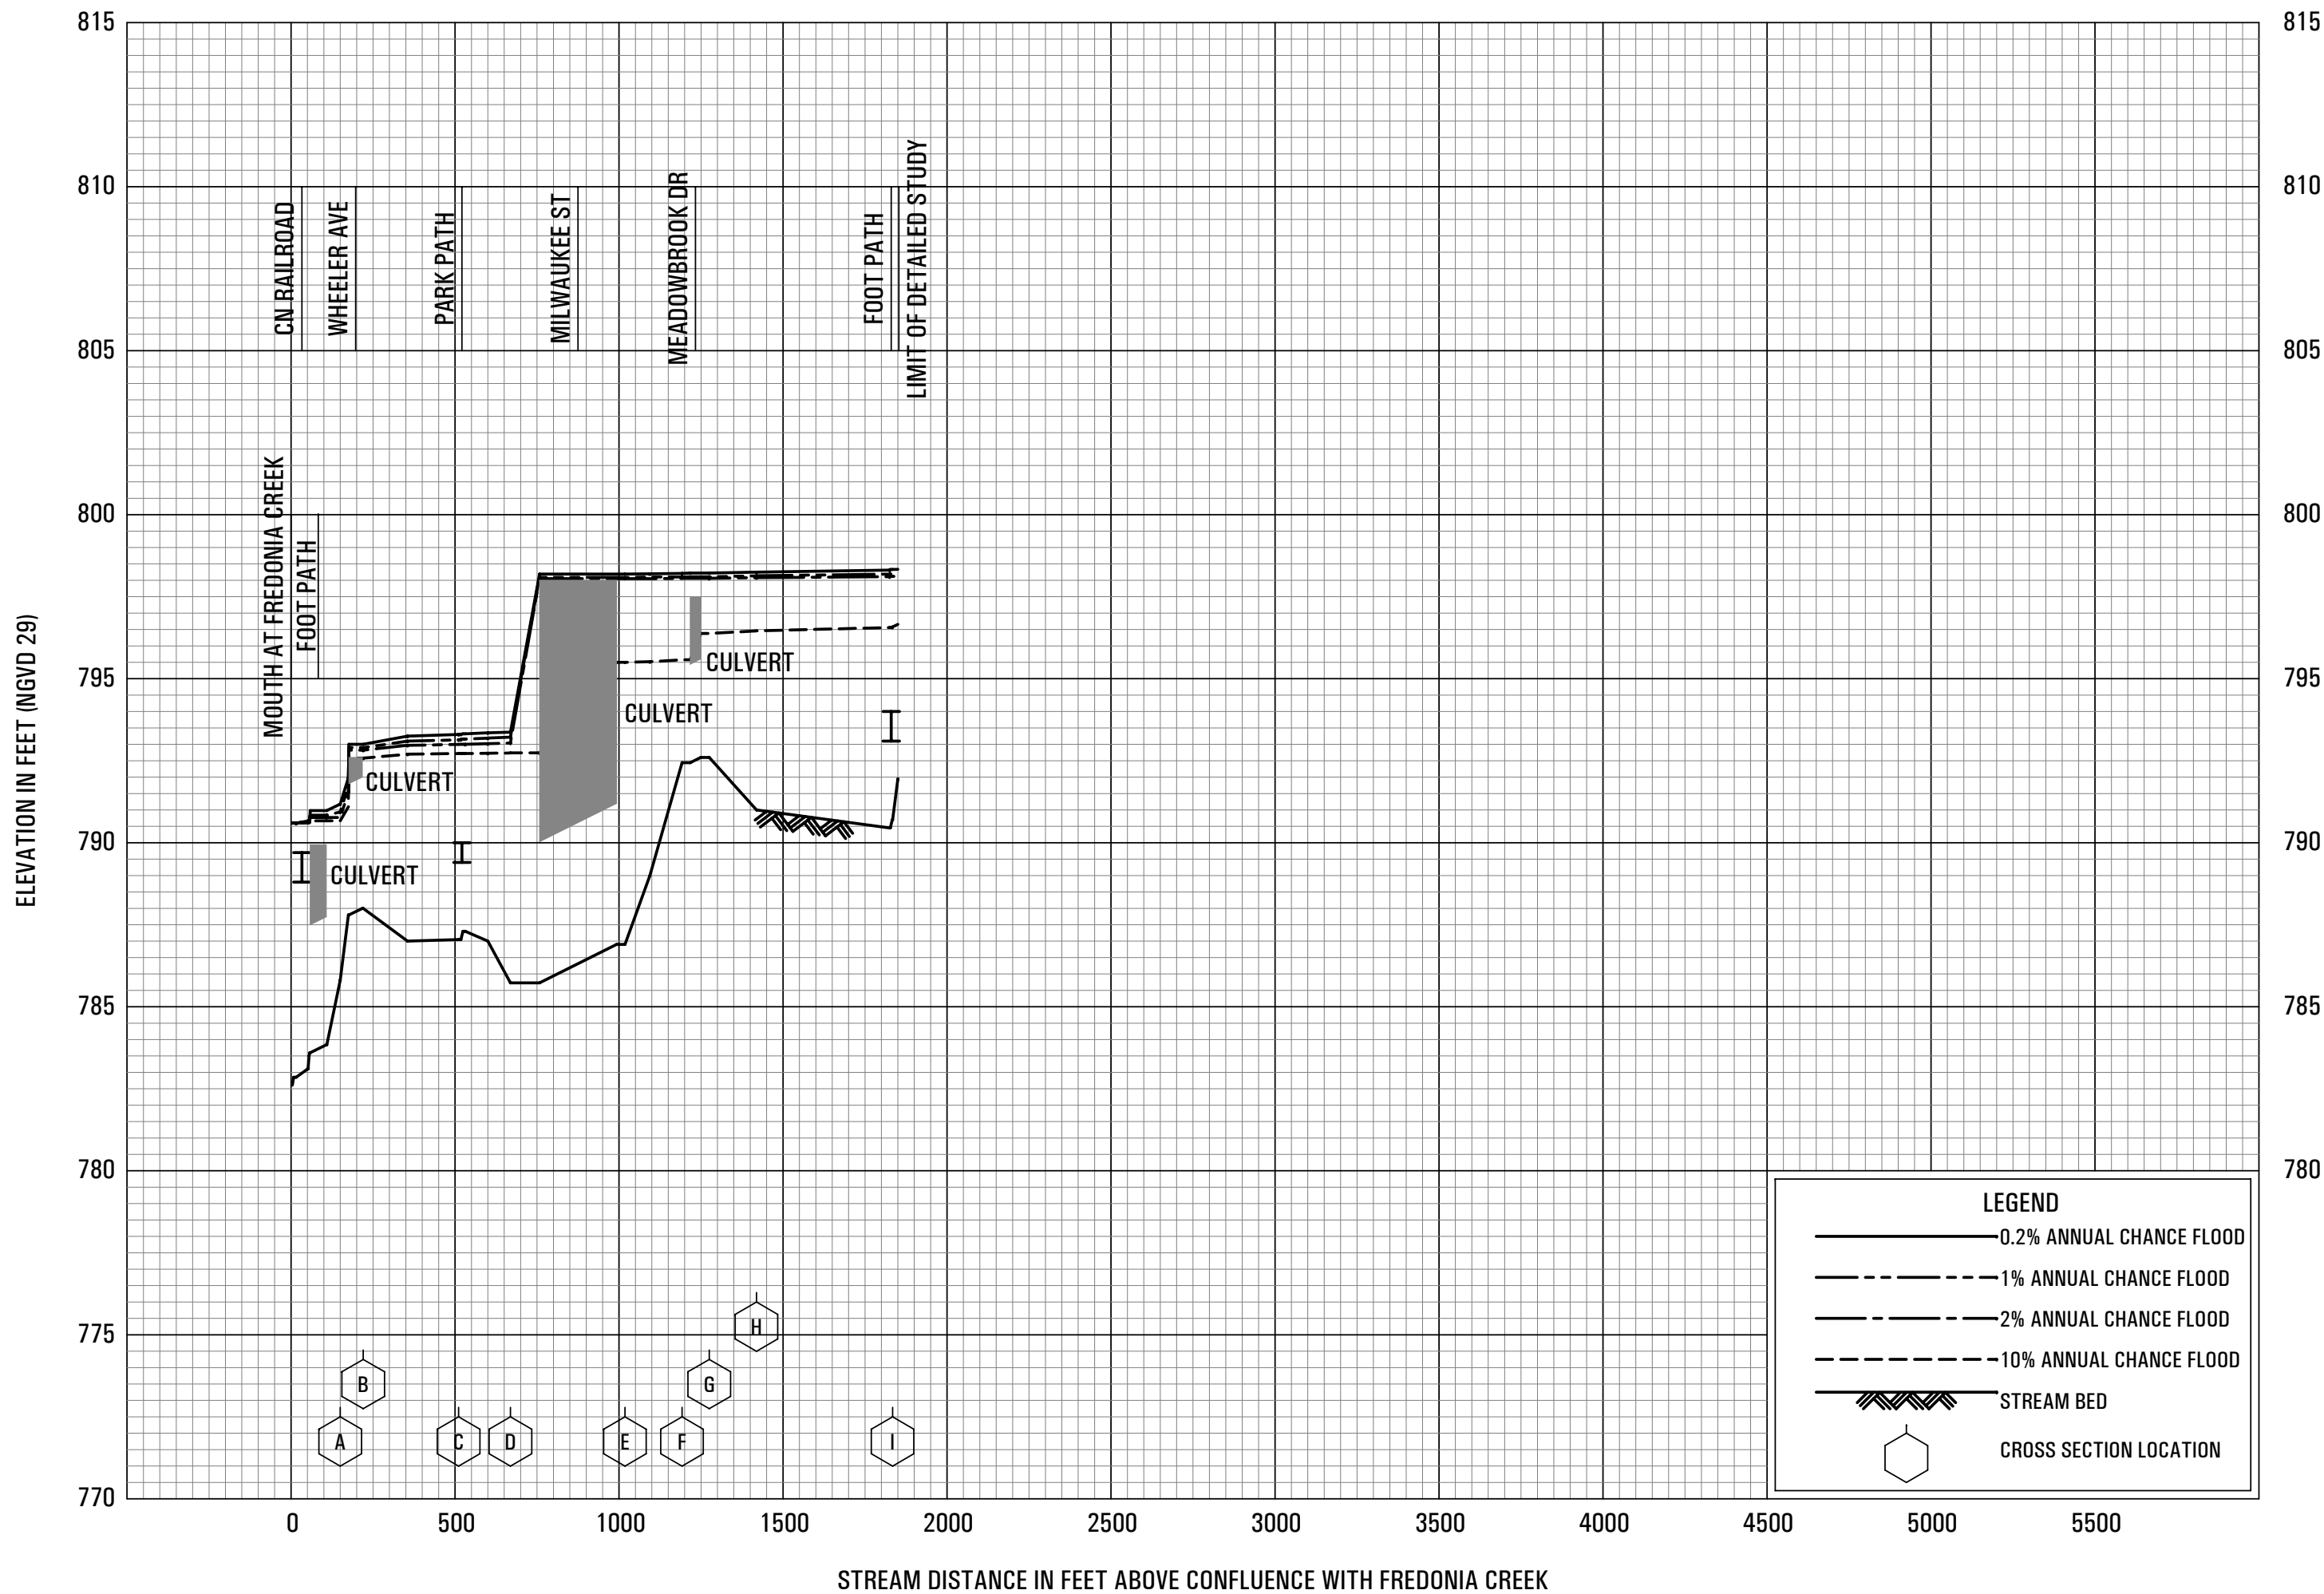 815
815
810
810
805
805
800
800
795
795
790
790
785
785
780
780
775
770
ELEVATION IN FEET (NGVD 29)
CN RAILROAD
WHEELER AVE
PARK PATH
MILWAUKEE ST
MEADOWBROOK DR
FOOT PATH
LIMIT OF DETAILED STUDY
MOUTH AT FREDONIA CREEK
FOOT PATH
CULVERT
CULVERT
CULVERT
CULVERT
H
B
G
A
C
D
E
F
I
LEGEND
0.2% ANNUAL CHANCE FLOOD
1% ANNUAL CHANCE FLOOD
2% ANNUAL CHANCE FLOOD
10% ANNUAL CHANCE FLOOD
STREAM BED
CROSS SECTION LOCATION
0 500 1000 1500 2000 2500 3000 3500 4000 4500 5000 5500
STREAM DISTANCE IN FEET ABOVE CONFLUENCE WITH FREDONIA CREEK